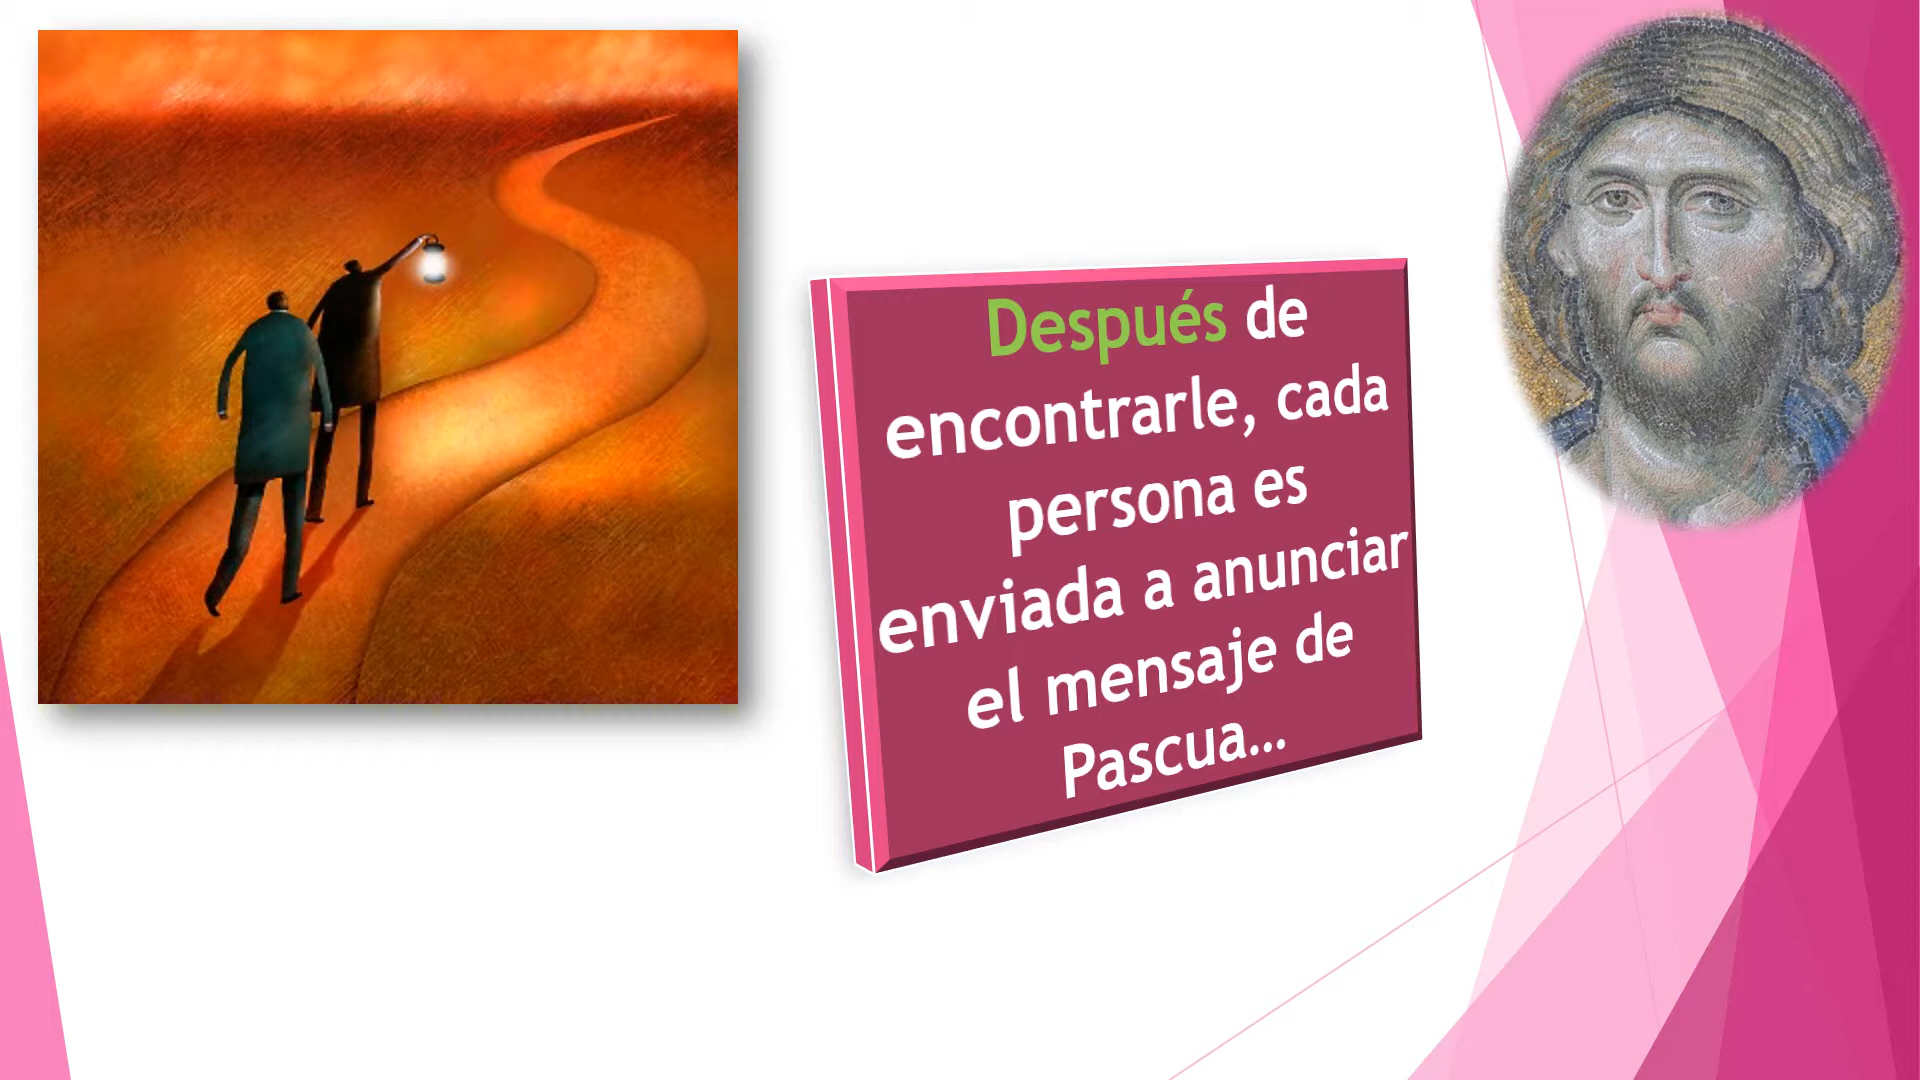 Después de
encontrarle, cada
persona es
enviada a anunciar
el mensaje de
Pascua...